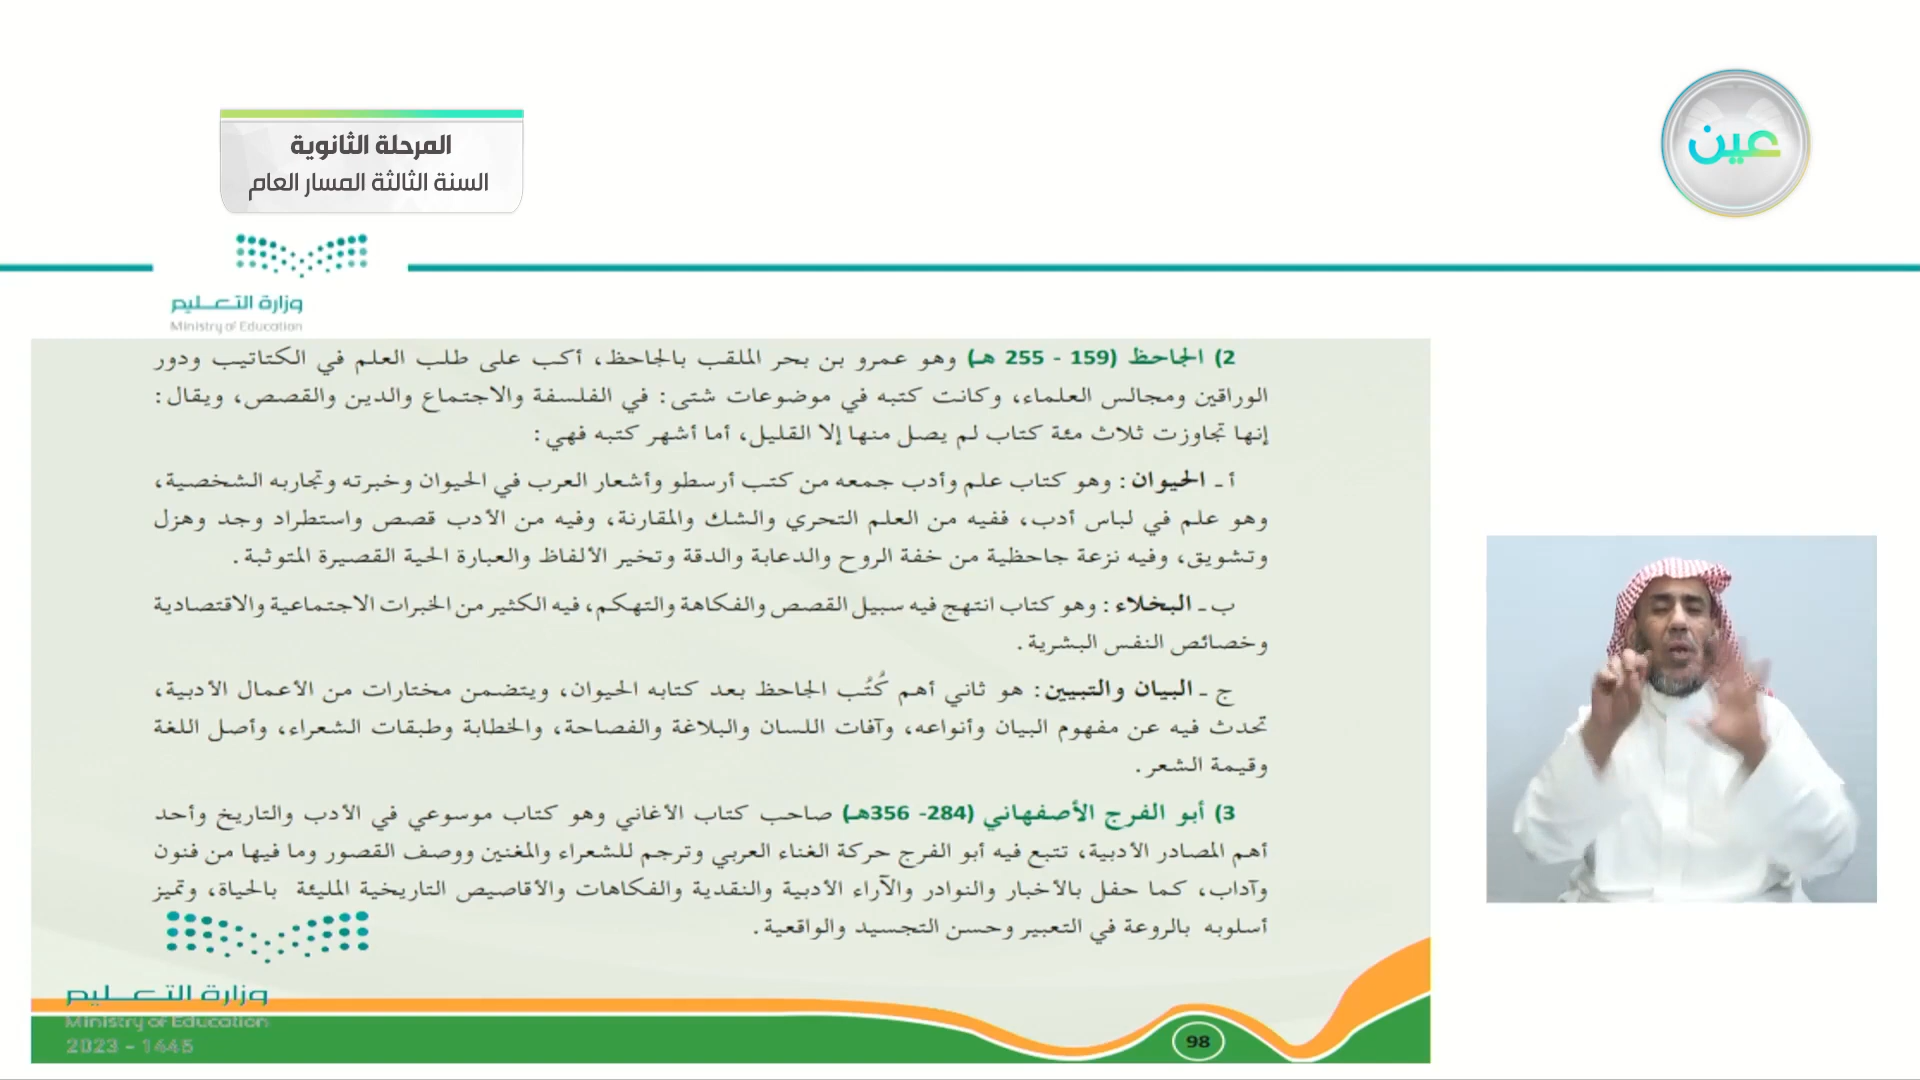 المرحلة الثانوية
السنة الثالثة المسار العام
عين
وزارة التعـليم
Ministry of Education
2) الجاحظ (159 - 255 هـ) وهو عمرو بن بحر الملقب بالجاحظ، أكب على طلب العلم في الكتاتيب ودور
الوراقين ومجالس العلماء، وكانت كتبه في موضوعات شتى: في الفلسفة والاجتماع والدين والقصص، ويقال:
إنها تجاوزت ثلاث مئة كتاب لم يصل منها إلا القليل، أما أشهر كتبه فهي:
أ ـ الحيوان: وهو كتاب علم وأدب جمعه من كتب أرسطو وأشعار العرب في الحيوان وخبرته وتجاربه الشخصية،
وهو علم في لباس أدب، ففيه من العلم التحري والشك والمقارنة، وفيه من الأدب قصص واستطراد وجد وهزل
وتشويق، وفيه نزعة جاحظية من خفة الروح والدعابة والدقة وتخير الألفاظ والعبارة الحية القصيرة المتوثبة.
ب ـ البخلاء: وهو كتاب انتهج فيه سبيل القصص والفكاهة والتهكم، فيه الكثير من الخبرات الاجتماعية والاقتصادية
وخصائص النفس البشرية.
ج ـ البيان والتبيين: هو ثاني أهم كُتُب الجاحظ بعد كتابه الحيوان، ويتضمن مختارات من الأعمال الأدبية،
تحدث فيه عن مفهوم البيان وأنواعه، وآفات اللسان والبلاغة والفصاحة، والخطابة وطبقات الشعراء، وأصل اللغة
وقيمة الشعر.
3) أبو الفرج الأصفهاني (284- 356هـ) صاحب كتاب الأغاني وهو كتاب موسوعي في الأدب والتاريخ وأحد
أهم المصادر الأدبية، تتبع فيه أبو الفرج حركة الغناء العربي وترجم للشعراء والمغنين ووصف القصور وما فيها من فنون
وآداب، كما حفل بالأخبار والنوادر والآراء الأدبية والنقدية والفكاهات والأقاصيص التاريخية المليئة بالحياة، وتميز
أسلوبه بالروعة في التعبير وحسن التجسيد والواقعية.
وزارة التعـليم
Ministry of Education
2023 - 1445
98